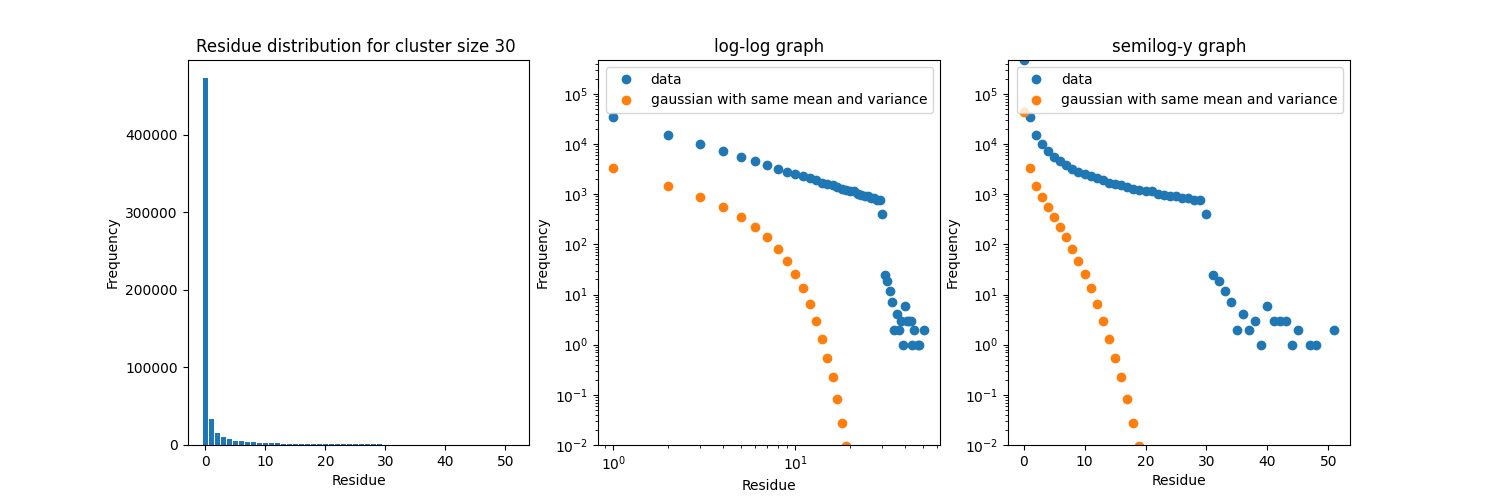 Residue distribution for cluster size 30
Frequency
400000
300000
200000
100000
0
0 10 20 30 40 50
Residue
log-log graph
data
gaussian with same mean and variance
Frequency
10^5
10^4
10^3
10^2
10^1
10^0
10^-1
10^-2
10^0 10^1
Residue
semilog-y graph
data
gaussian with same mean and variance
Frequency
10^5
10^4
10^3
10^2
10^1
10^0
10^-1
10^-2
0 10 20 30 40 50
Residue